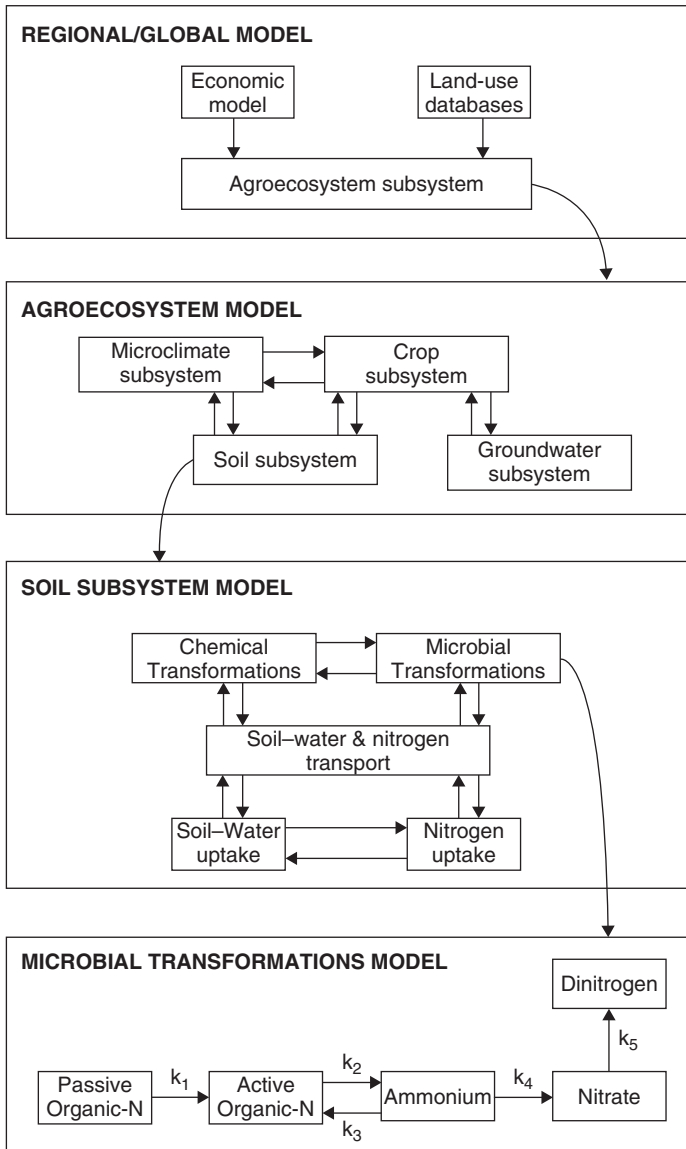 REGIONAL/GLOBAL MODEL
Economic
model
Land-use
databases
Agroecosystem subsystem
AGROECOSYSTEM MODEL
Microclimate
subsystem
Crop
subsystem
Soil subsystem
Groundwater
subsystem
SOIL SUBSYSTEM MODEL
Chemical
Transformations
Microbial
Transformations
Soil–water & nitrogen
transport
Soil–Water
uptake
Nitrogen
uptake
MICROBIAL TRANSFORMATIONS MODEL
Dinitrogen
k5
Passive
Organic-N
k1
Active
Organic-N
k2
k3
Ammonium
k4
Nitrate